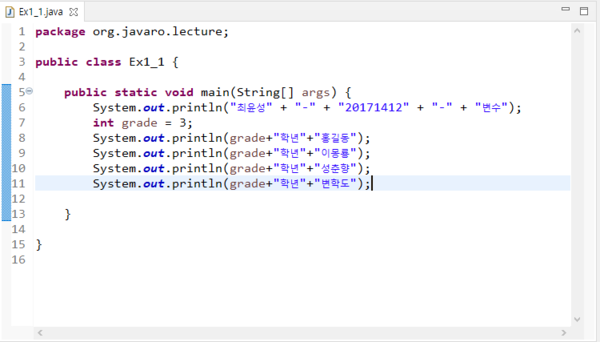 Ex1_1.java
1 package org.javaro.lecture;
2
3 public class Ex1_1 {
4
5 public static void main(String[] args) {
6 System.out.println("최윤성" + "-" + "20171412" + "-" + "변수");
7 int grade = 3;
8 System.out.println(grade+"학년"+"홍길동");
9 System.out.println(grade+"학년"+"이몽룡");
10 System.out.println(grade+"학년"+"성춘향");
11 System.out.println(grade+"학년"+"변학도");
12
13 }
14
15 }
16